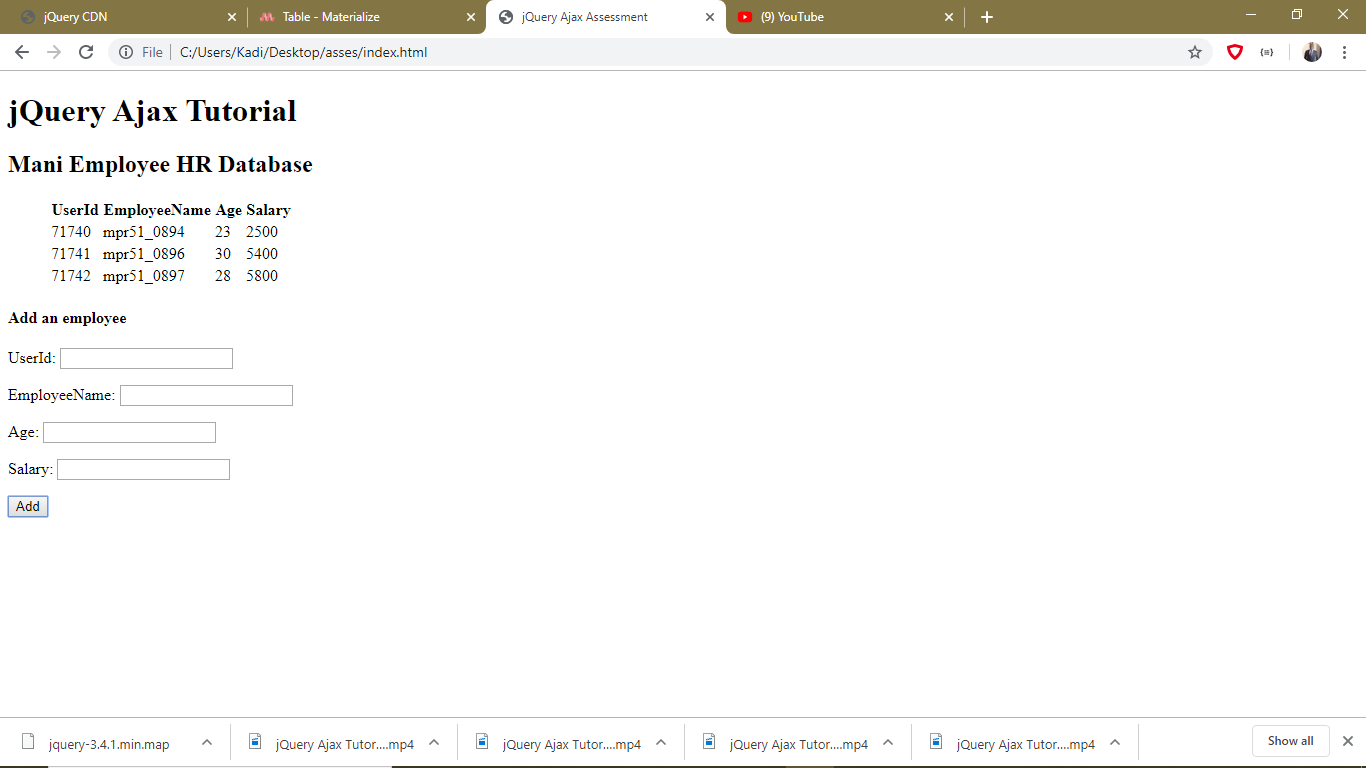 jQuery CDN
Table - Materialize
jQuery Ajax Assessment
(9) YouTube
File
C:/Users/Kadi/Desktop/asses/index.html
jQuery Ajax Tutorial
Mani Employee HR Database
UserId EmployeeName Age Salary
71740 mpr51_0894 23 2500
71741 mpr51_0896 30 5400
71742 mpr51_0897 28 5800
Add an employee
UserId:
EmployeeName:
Age:
Salary:
Add
jquery-3.4.1.min.map
jQuery Ajax Tutor....mp4
jQuery Ajax Tutor....mp4
jQuery Ajax Tutor....mp4
jQuery Ajax Tutor....mp4
Show all